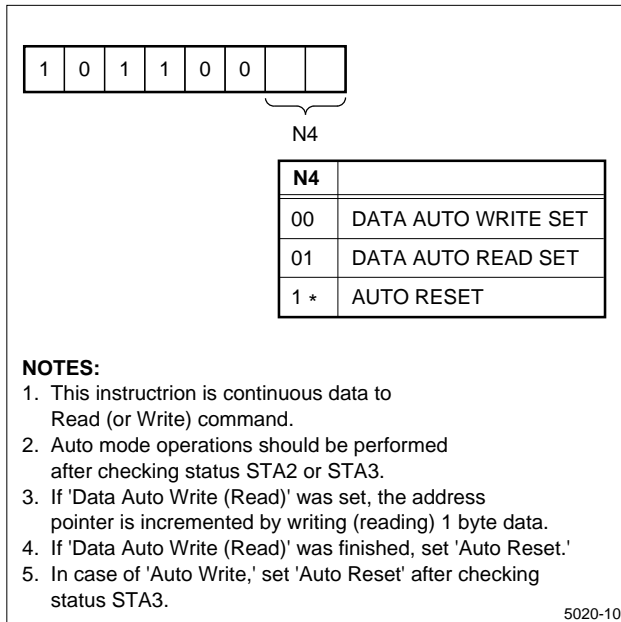 1 0 1 1 0 0
N4
N4
00 DATA AUTO WRITE SET
01 DATA AUTO READ SET
1 * AUTO RESET
NOTES:
1. This instructrion is continuous data to
Read (or Write) command.
2. Auto mode operations should be performed
after checking status STA2 or STA3.
3. If 'Data Auto Write (Read)' was set, the address
pointer is incremented by writing (reading) 1 byte data.
4. If 'Data Auto Write (Read)' was finished, set 'Auto Reset.'
5. In case of 'Auto Write,' set 'Auto Reset' after checking
status STA3.
5020-10